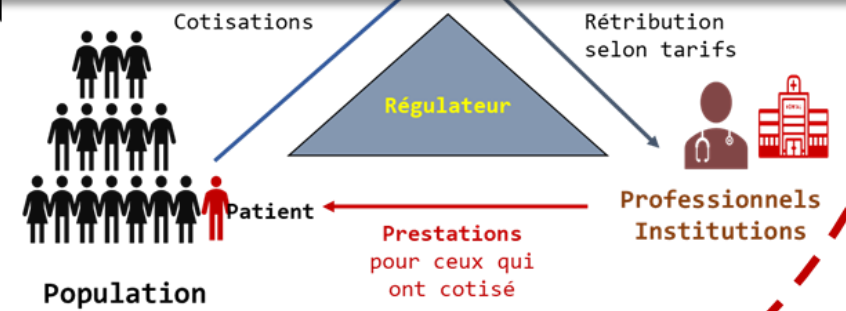 Cotisations
Rétribution
selon tarifs
Régulateur
Patient
Prestations
pour ceux qui
ont cotisé
Professionnels
Institutions
Population